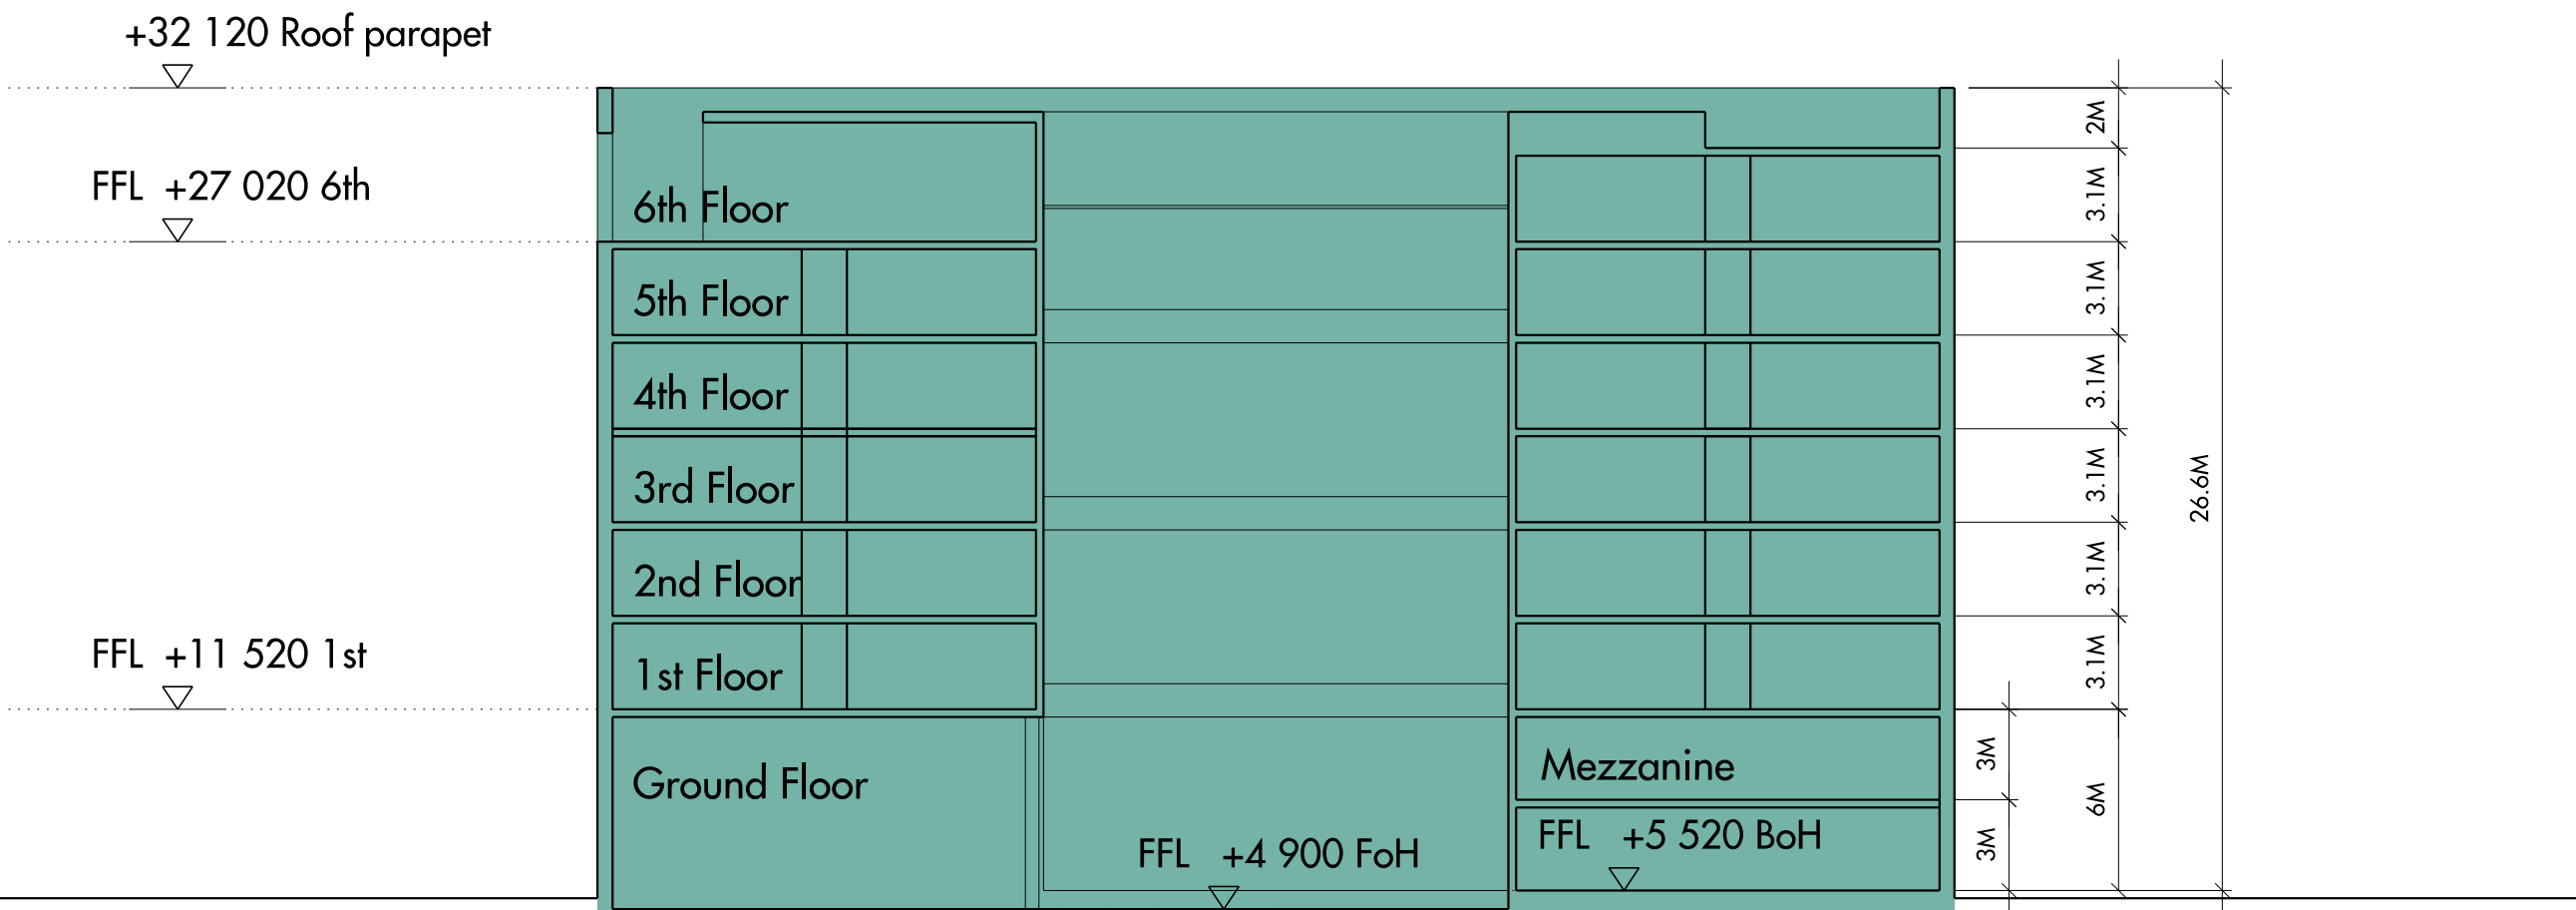 +32 120 Roof parapet
2M
FFL +27 020 6th
6th Floor
3.1M
5th Floor
3.1M
4th Floor
3.1M
3rd Floor
3.1M
26.6M
2nd Floor
3.1M
FFL +11 520 1st
1st Floor
3.1M
Ground Floor
Mezzanine
3M
6M
FFL +4 900 FoH
FFL +5 520 BoH
3M